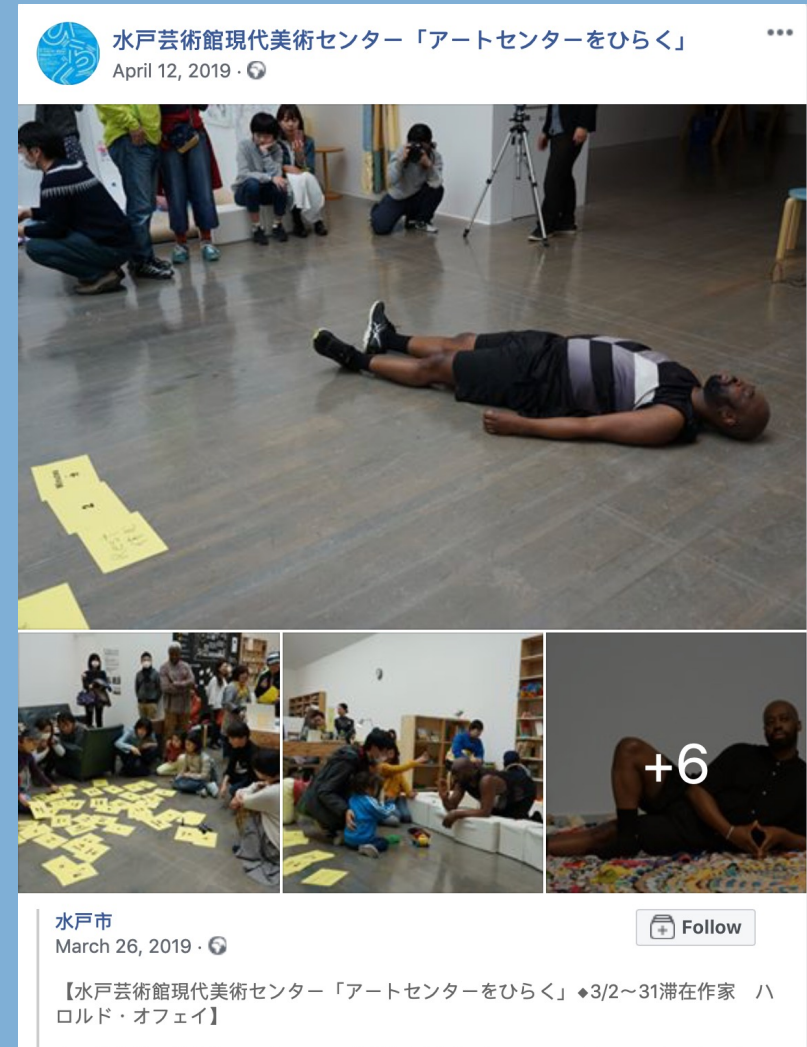 水戸芸術館現代美術センター「アートセンターをひらく」
April 12, 2019 ·
2
+6
水戸市
March 26, 2019 ·
Follow
【水戸芸術館現代美術センター「アートセンターをひらく」◆3/2〜31滞在作家　ハ
ロルド・オフェイ】